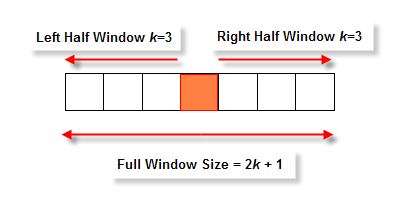 Left Half Window k=3
Right Half Window k=3
Full Window Size = 2k + 1